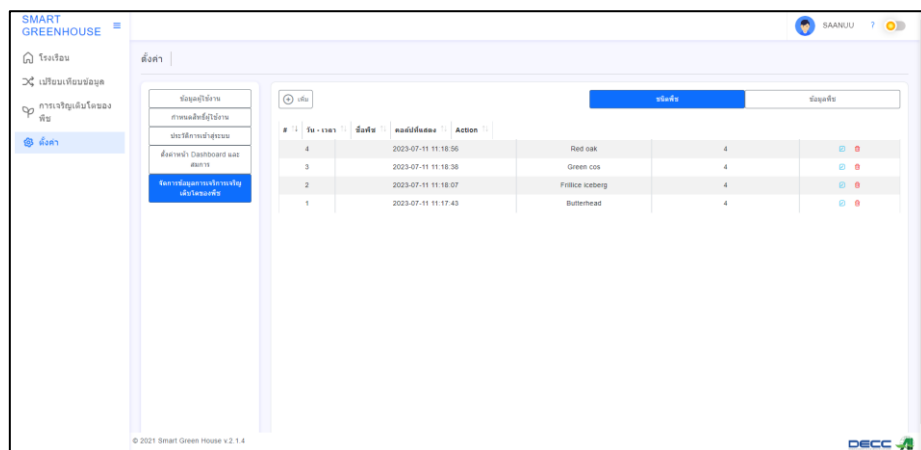 SMART
GREENHOUSE
SAANUU ?
โรงเรือน
เปรียบเทียบข้อมูล
การเจริญเติบโตของ
พืช
ตั้งค่า
ตั้งค่า
ข้อมูลผู้ใช้งาน
กำหนดสิทธิ์ผู้ใช้งาน
ประวัติการเข้าสู่ระบบ
ตั้งค่าหน้า Dashboard และ
สมการ
จัดการข้อมูลการเจริการเจริญ
เติบโตของพืช
เพิ่ม
ชนิดพืช ข้อมูลพืช
# วัน - เวลา ชื่อพืช คอลัปที่แสดง Action
4 2023-07-11 11:18:56 Red oak 4
3 2023-07-11 11:18:38 Green cos 4
2 2023-07-11 11:18:07 Frillice iceberg 4
1 2023-07-11 11:17:43 Butterhead 4
© 2021 Smart Green House v.2.1.4
DECC